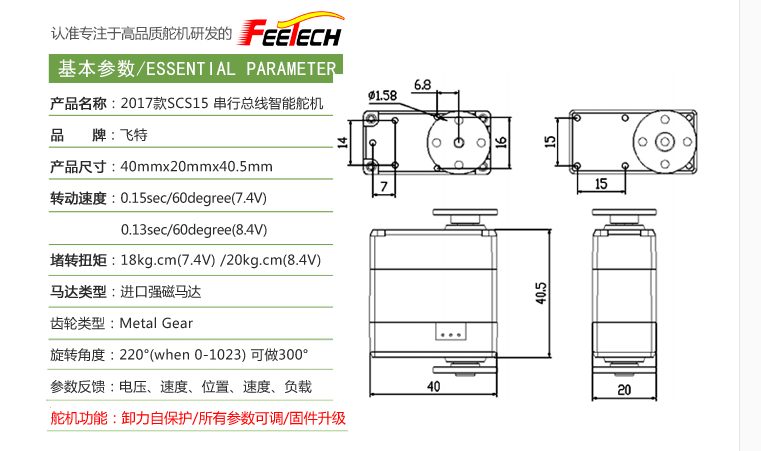 认准专注于高品质舵机研发的 FEETECH
基本参数/ESSENTIAL PARAMETER
产品名称：2017款SCS15 串行总线智能舵机
品 牌：飞特
产品尺寸：40mmx20mmx40.5mm
转动速度：0.15sec/60degree(7.4V)
0.13sec/60degree(8.4V)
堵转扭矩：18kg.cm(7.4V) /20kg.cm(8.4V)
马达类型：进口强磁马达
齿轮类型：Metal Gear
旋转角度：220°(when 0-1023) 可做300°
参数反馈：电压、速度、位置、速度、负载
舵机功能：卸力自保护/所有参数可调/固件升级
6.8
ø1.58
14
16
7
15
15
40.5
40
20